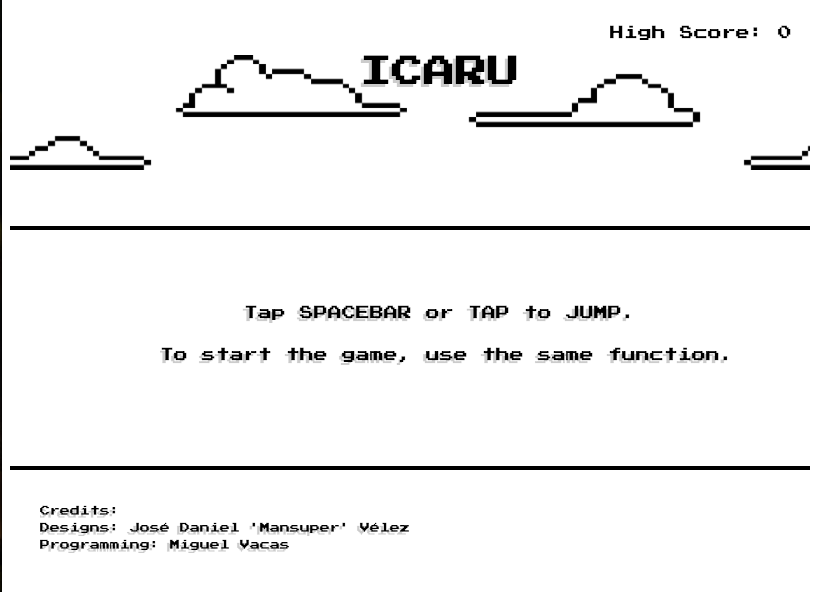 High Score: 0
ICARU
Tap SPACEBAR or TAP to JUMP.
To start the game, use the same function.
Credits:
Designs: José Daniel 'Mansuper' Vélez
Programming: Miguel Vacas